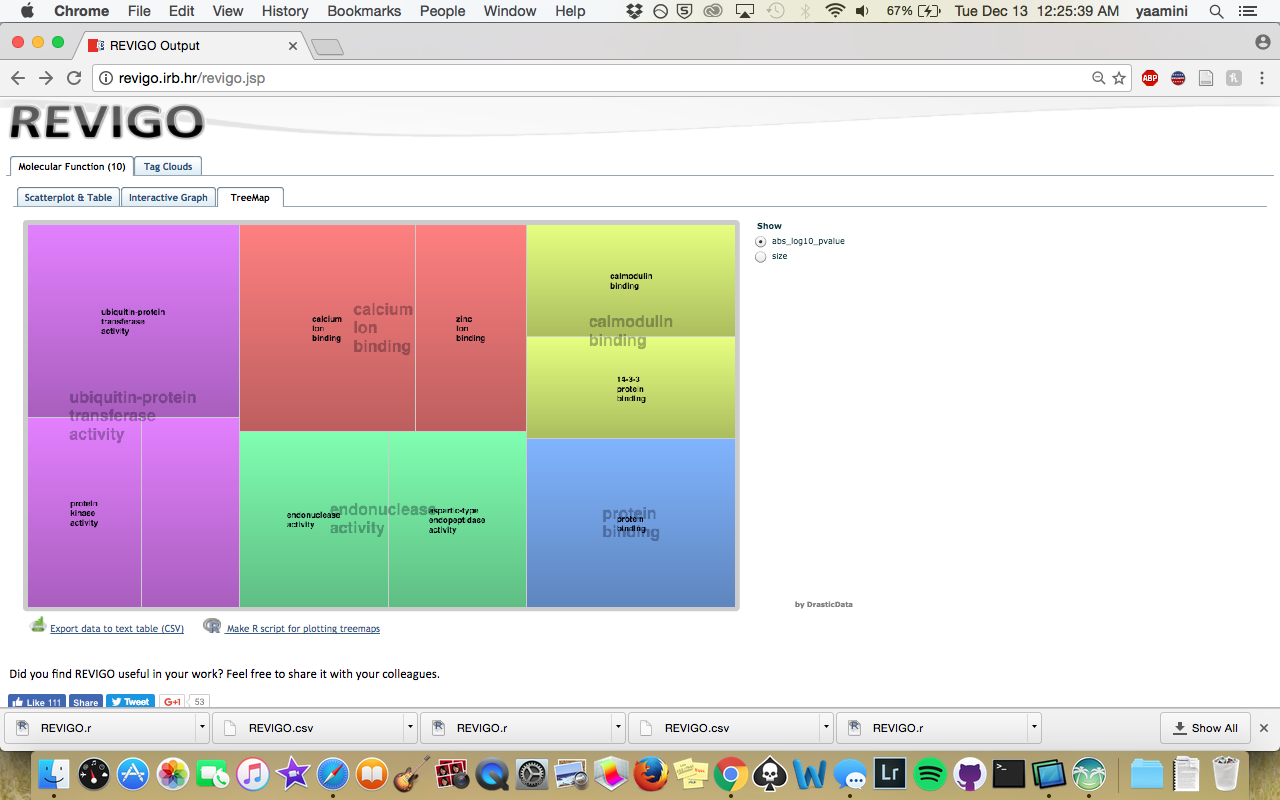 Chrome File Edit View History Bookmarks People Window Help 67% Tue Dec 13 12:25:39 AM yaamini
REVIGO Output
revigo.irb.hr/revigo.jsp
ABP
REVIGO
Molecular Function (10) Tag Clouds
Scatterplot & Table Interactive Graph TreeMap
Show
abs_log10_pvalue
size
ubiquitin-protein
transferase
activity
ubiquitin-protein
transferase
activity
protein
kinase
activity
calcium
ion
binding
calcium
ion
binding
zinc
ion
binding
calmodulin
binding
calmodulin
binding
14-3-3
protein
binding
endonuclease
activity
endonuclease
activity
aspartic-type
endopeptidase
activity
protein
binding
protein
binding
by DrasticData
Export data to text table (CSV) Make R script for plotting treemaps
Did you find REVIGO useful in your work? Feel free to share it with your colleagues.
Like 111 Share Tweet G+1 53
REVIGO.r REVIGO.csv REVIGO.r REVIGO.csv REVIGO.r Show All
Lr